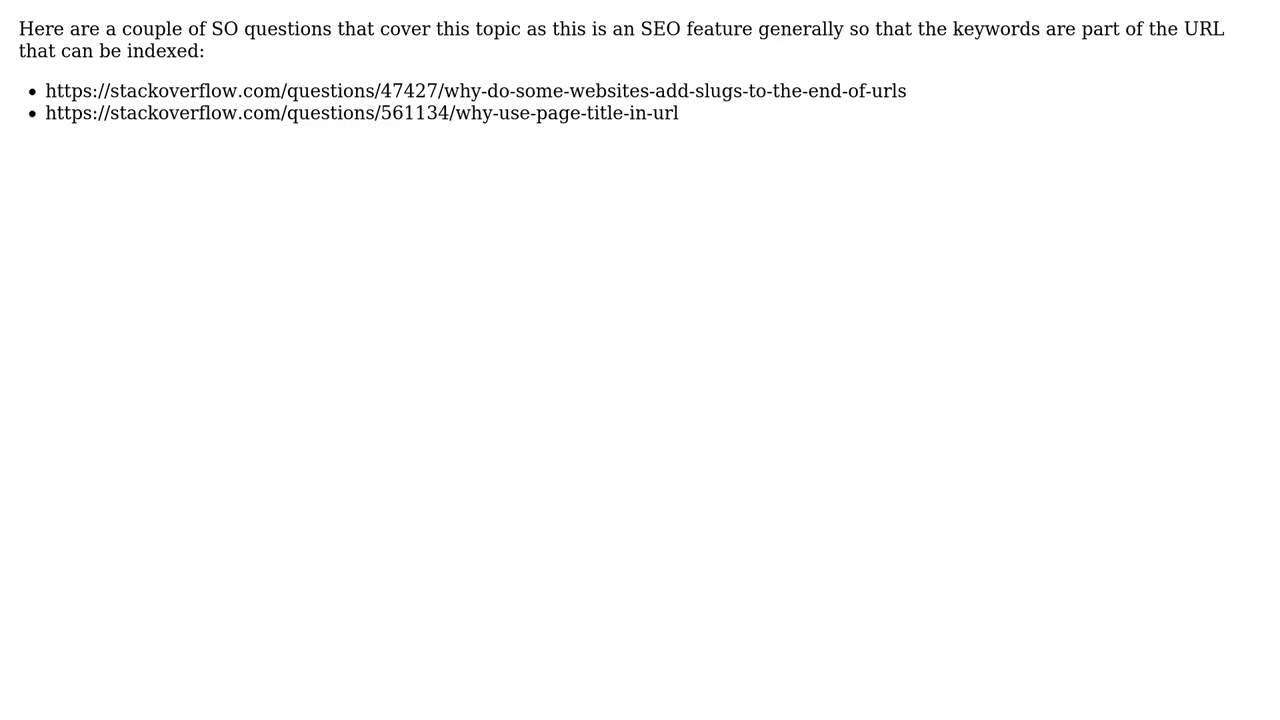 Here are a couple of SO questions that cover this topic as this is an SEO feature generally so that the keywords are part of the URL
that can be indexed:
• https://stackoverflow.com/questions/47427/why-do-some-websites-add-slugs-to-the-end-of-urls
• https://stackoverflow.com/questions/561134/why-use-page-title-in-url